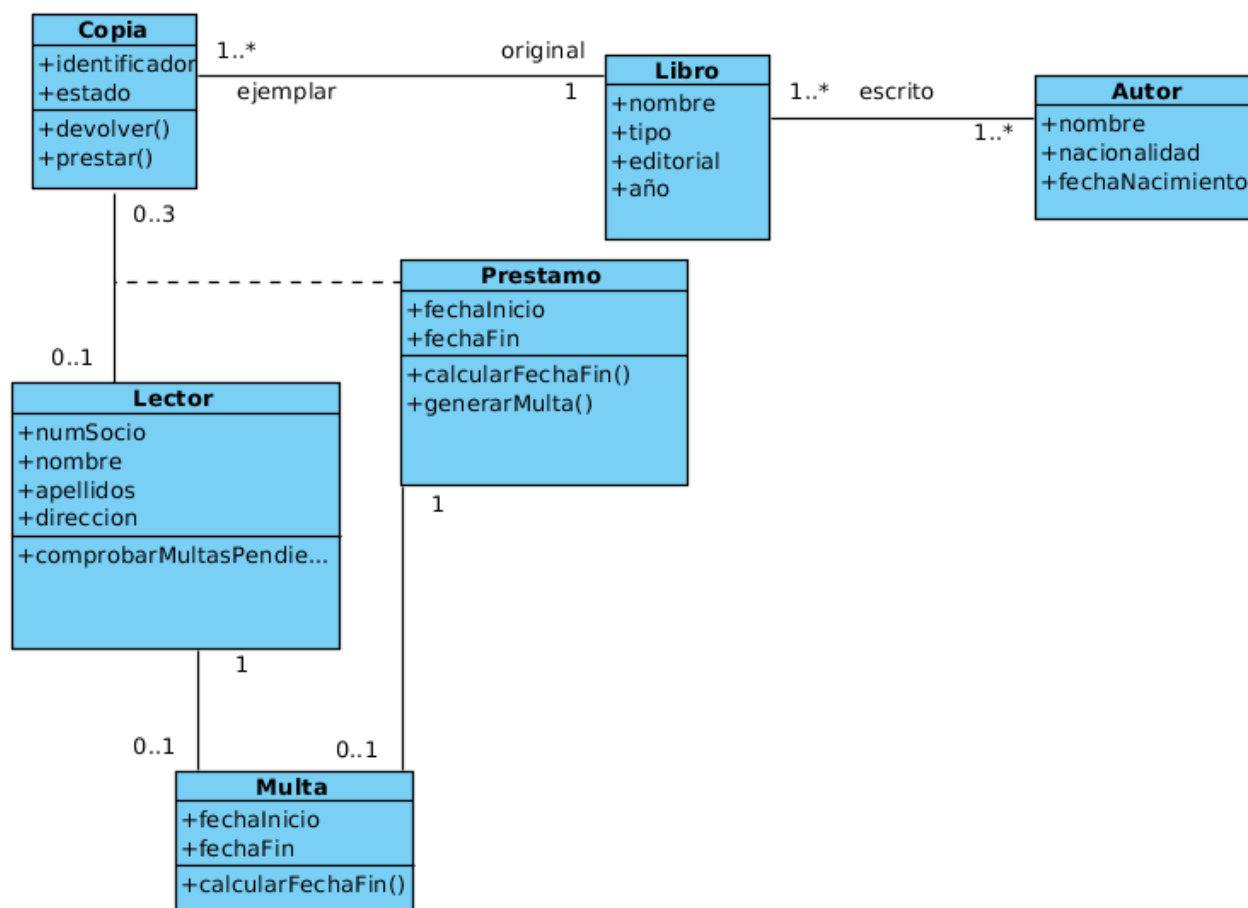 Copia
+identificador
+estado
+devolver()
+prestar()
1..*
original
ejemplar
1
Libro
+nombre
+tipo
+editorial
+año
1..*
escrito
1..*
Autor
+nombre
+nacionalidad
+fechaNacimiento
0..3
0..1
Prestamo
+fechaInicio
+fechaFin
+calcularFechaFin()
+generarMulta()
1
Lector
+numSocio
+nombre
+apellidos
+direccion
+comprobarMultasPendie...
1
0..1
0..1
Multa
+fechaInicio
+fechaFin
+calcularFechaFin()